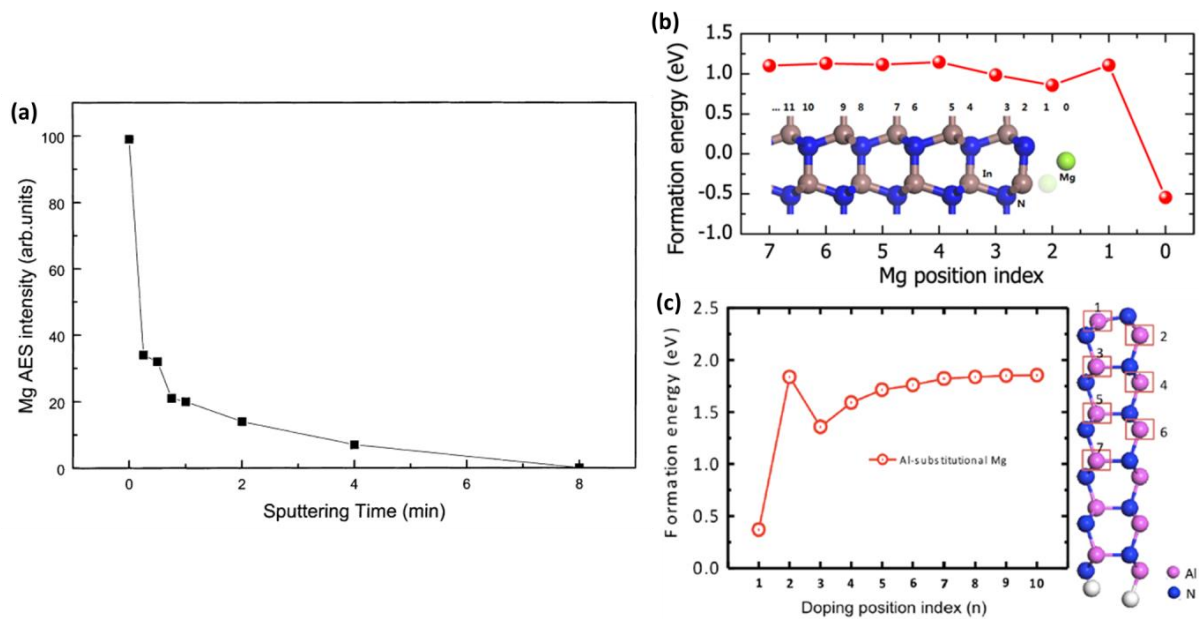 (a)
Mg AES intensity (arb.units)
100
80
60
40
20
0
0 2 4 6 8
Sputtering Time (min)
(b)
Formation energy (eV)
1.5
1.0
0.5
0.0
-0.5
-1.0
... 11 10 9 8 7 6 5 4 3 2 1 0
In
Mg
N
7 6 5 4 3 2 1 0
Mg position index
(c)
Formation energy (eV)
2.5
2.0
1.5
1.0
0.5
0.0
Al-substitutional Mg
1 2 3 4 5 6 7 8 9 10
Doping position index (n)
1
2
3
4
5
6
7
Al
N